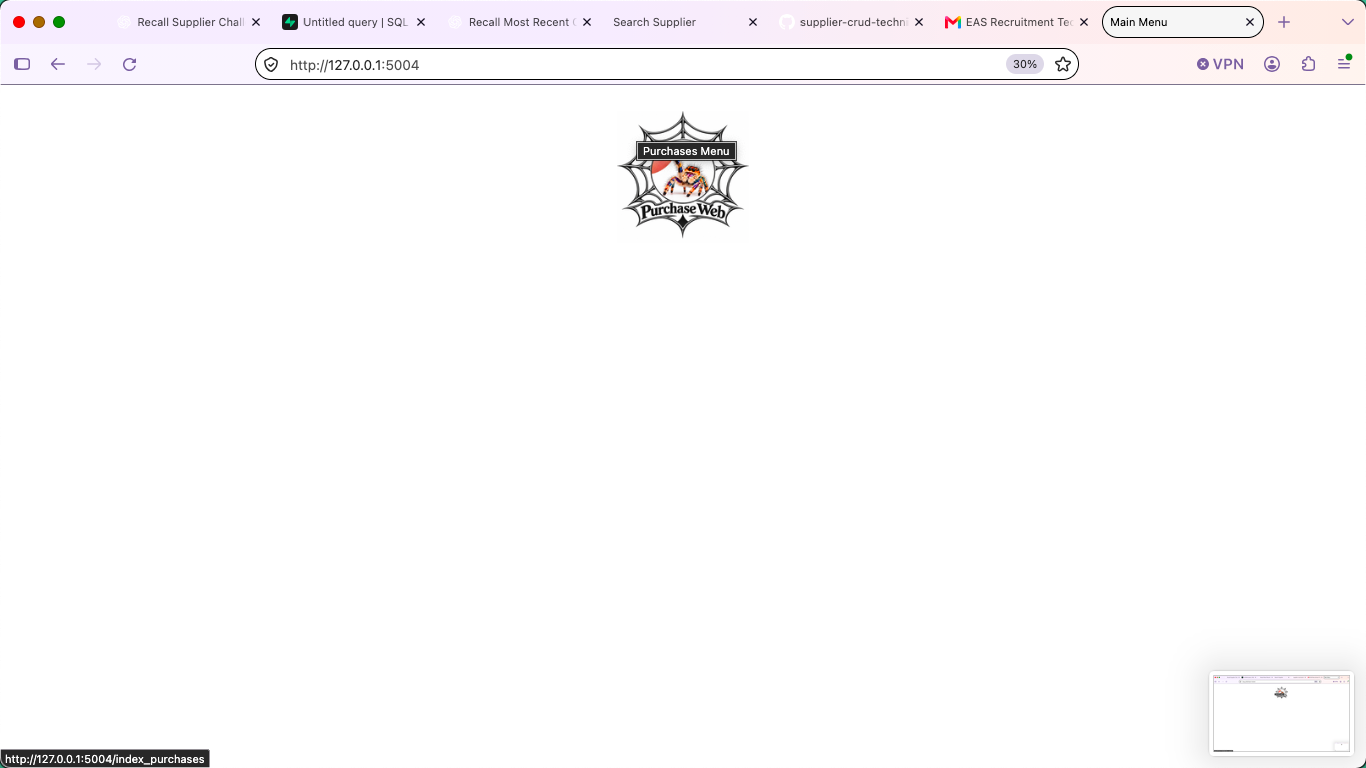 Recall Supplier Chall
Untitled query | SQL
Recall Most Recent
Search Supplier
supplier-crud-techni
EAS Recruitment Tec
Main Menu
http://127.0.0.1:5004
30%
VPN
Purchases Menu
Purchase Web
http://127.0.0.1:5004/index_purchases